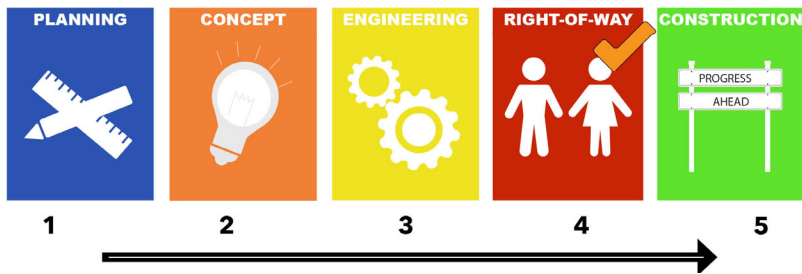 PLANNING
CONCEPT
ENGINEERING
RIGHT-OF-WAY
CONSTRUCTION
PROGRESS
AHEAD
1
2
3
4
5